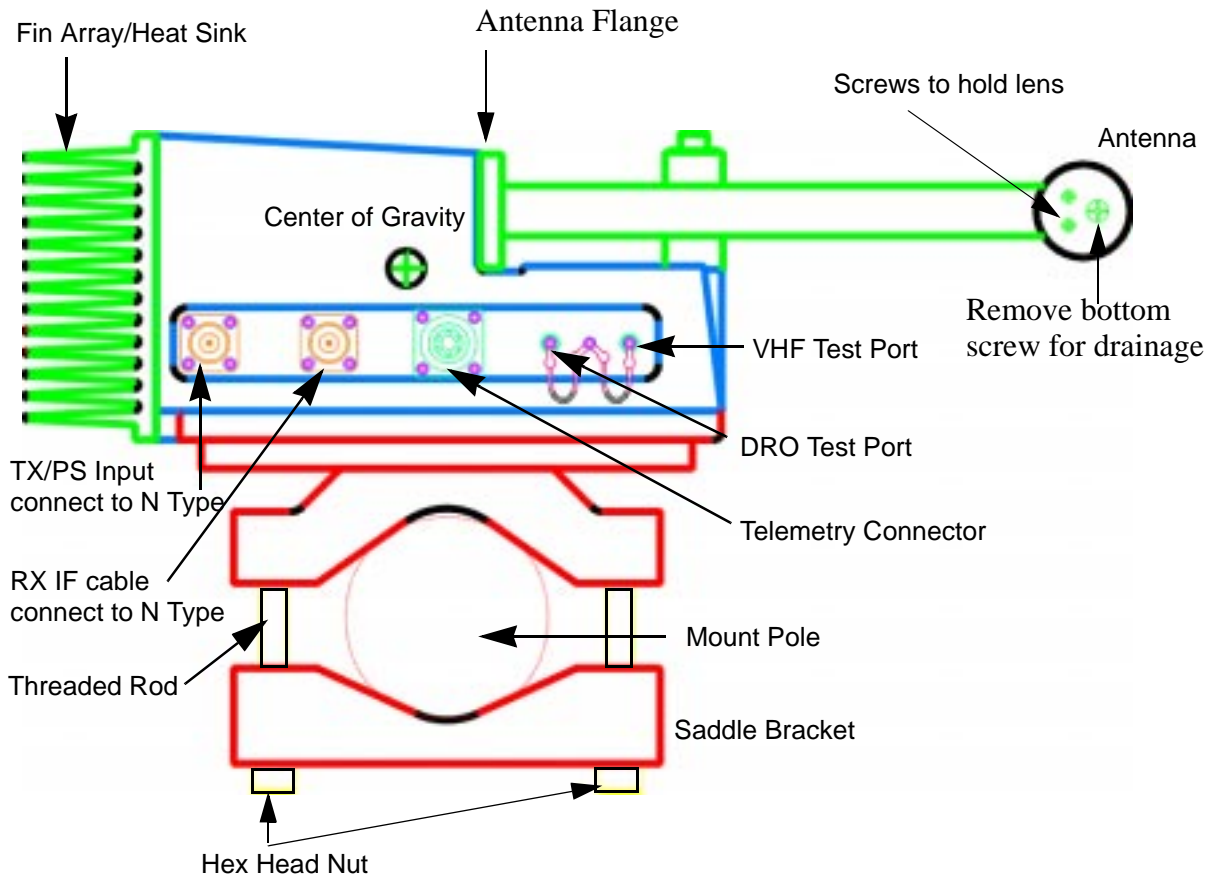 Fin Array/Heat Sink
Antenna Flange
Screws to hold lens
Antenna
Center of Gravity
Remove bottom
screw for drainage
VHF Test Port
DRO Test Port
TX/PS Input
connect to N Type
Telemetry Connector
RX IF cable
connect to N Type
Mount Pole
Threaded Rod
Saddle Bracket
Hex Head Nut